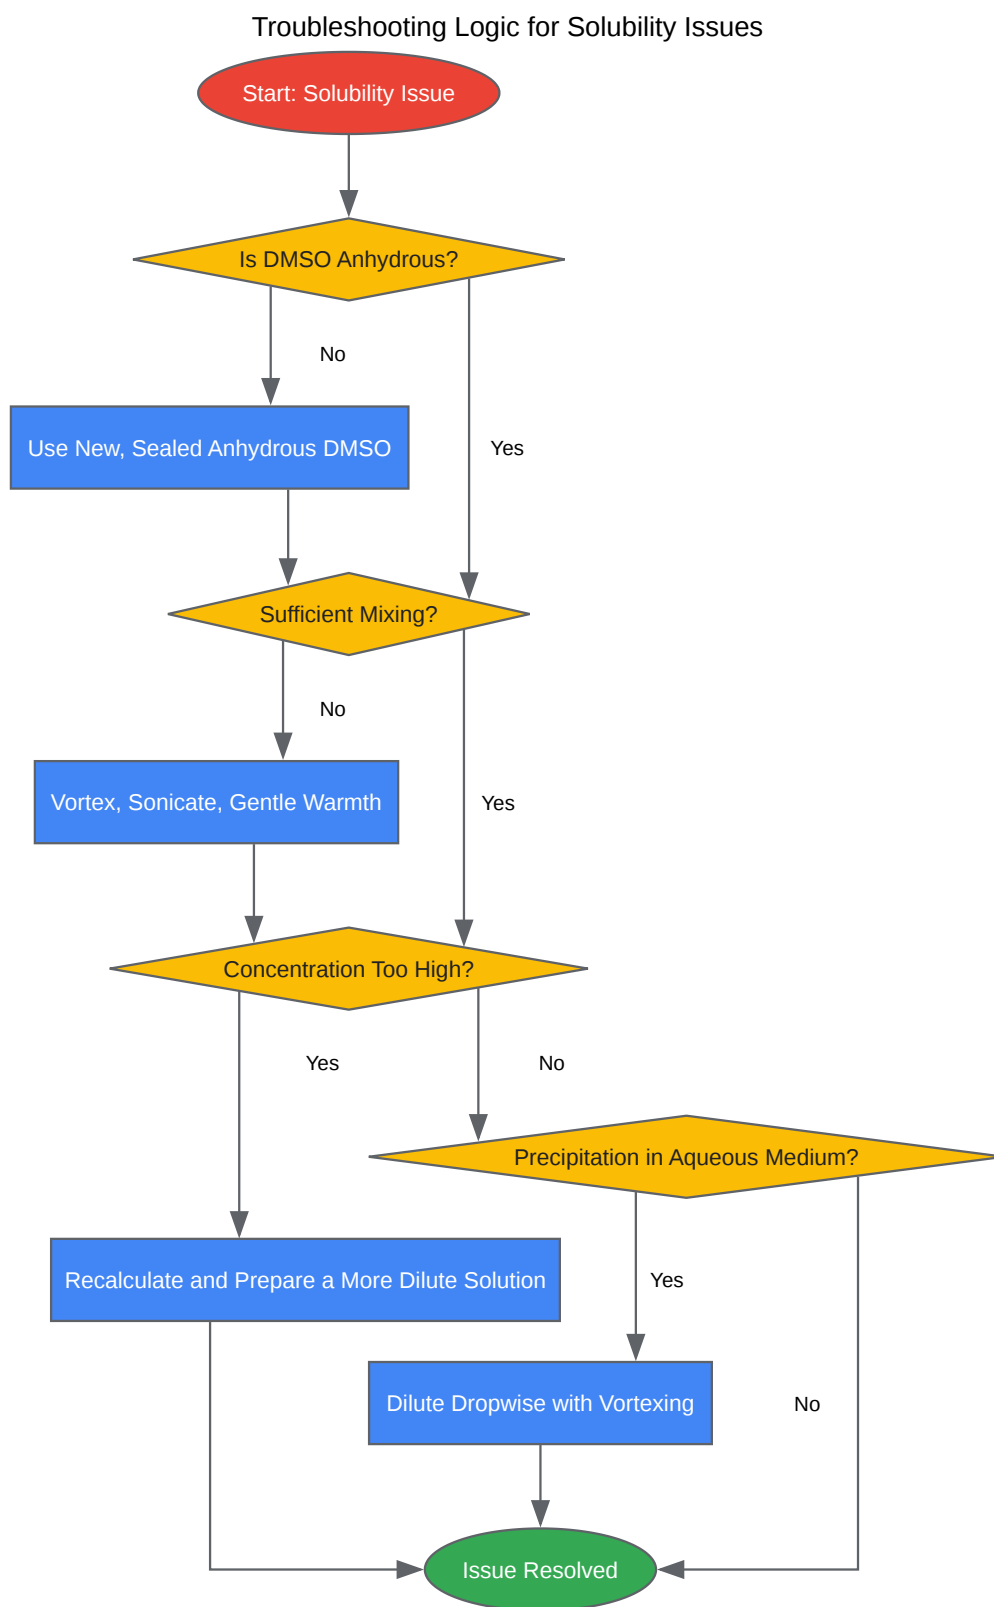 Troubleshooting Logic for Solubility Issues
Start: Solubility Issue
Is DMSO Anhydrous?
No
Use New, Sealed Anhydrous DMSO
Yes
Sufficient Mixing?
No
Vortex, Sonicate, Gentle Warmth
Yes
Concentration Too High?
Yes
No
Precipitation in Aqueous Medium?
Recalculate and Prepare a More Dilute Solution
Yes
Dilute Dropwise with Vortexing
No
Issue Resolved